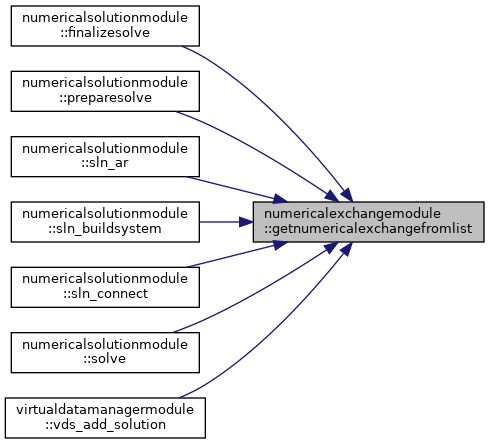 numericalsolutionmodule
::finalizesolve
numericalsolutionmodule
::preparesolve
numericalsolutionmodule
::sln_ar
numericalsolutionmodule
::sln_buildsystem
numericalsolutionmodule
::sln_connect
numericalsolutionmodule
::solve
virtualdatamanagermodule
::vds_add_solution
numericalexchangemodule
::getnumericalexchangefromlist